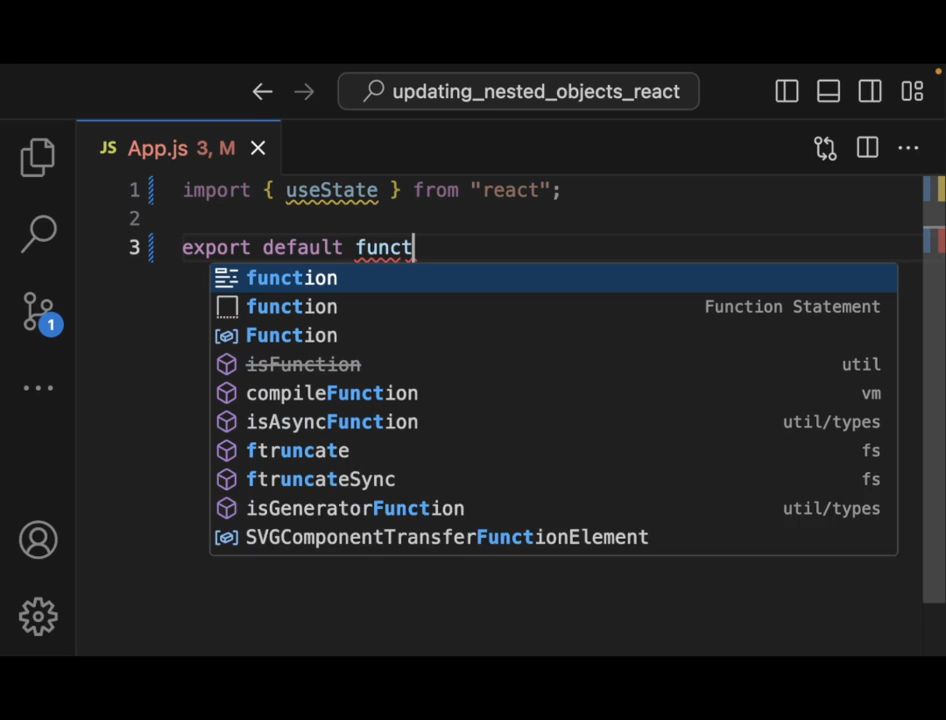 updating_nested_objects_react
JS App.js 3, M
1 import { useState } from "react";
2
3 export default funct
function
function Function Statement
Function
isFunction util
compileFunction vm
isAsyncFunction util/types
ftruncate fs
ftruncateSync fs
isGeneratorFunction util/types
SVGComponentTransferFunctionElement
1